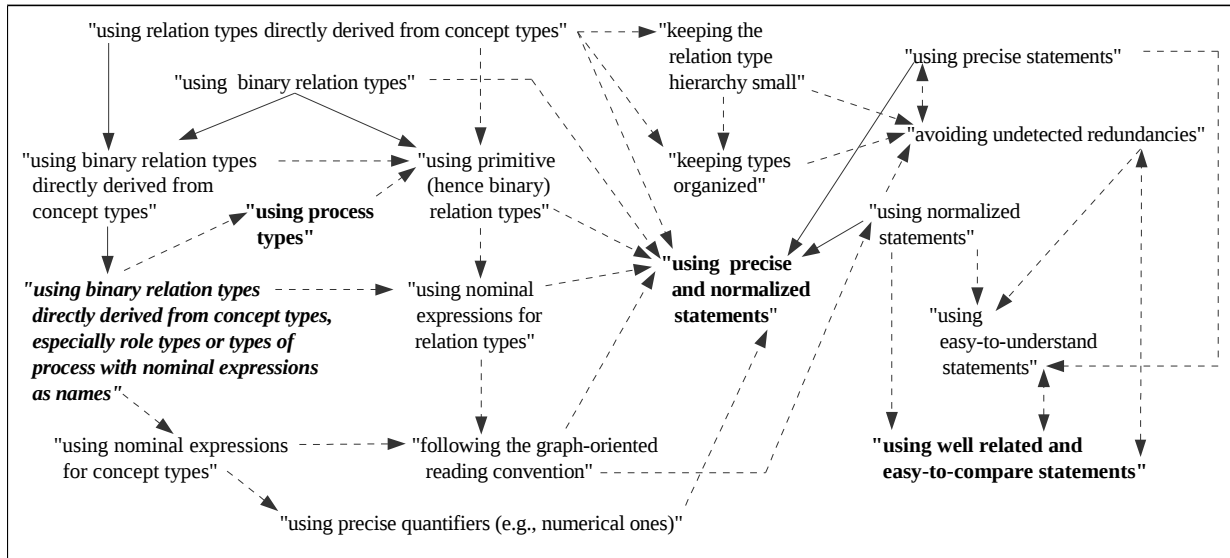 "using relation types directly derived from concept types"
"keeping the
relation type
hierarchy small"
"using precise statements"
"using  binary relation types"
"avoiding undetected redundancies"
"using binary relation types
directly derived from
concept types"
"using primitive
(hence binary)
relation types"
"keeping types
organized"
"using process
types"
"using normalized
statements"
"using  precise
and normalized
statements"
"using binary relation types
directly derived from concept types,
especially role types or types of
process with nominal expressions
as names"
"using nominal
expressions for
relation types"
"using
easy-to-understand
statements"
"using nominal expressions
for concept types"
"following the graph-oriented
reading convention"
"using well related and
easy-to-compare statements"
"using precise quantifiers (e.g., numerical ones)"